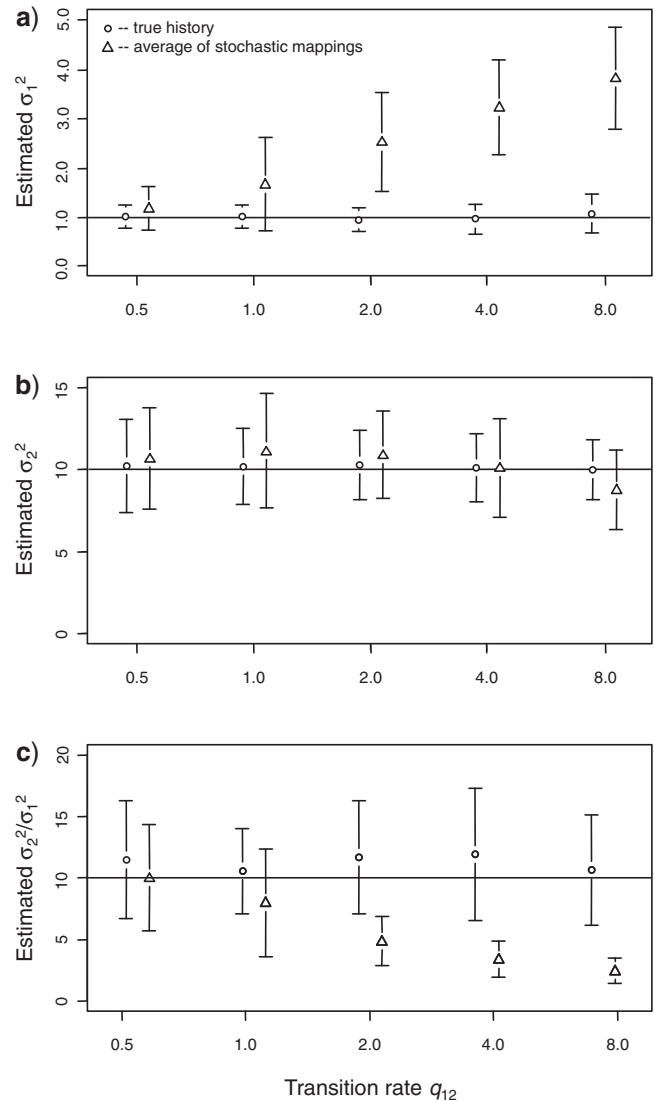 a)
○ -- true history
△ -- average of stochastic mappings
Estimated σ₁²
5.0
4.0
3.0
2.0
1.0
0.0
0.5 1.0 2.0 4.0 8.0
b)
Estimated σ₂²
15
10
5
0
0.5 1.0 2.0 4.0 8.0
c)
Estimated σ₂²/σ₁²
20
15
10
5
0
0.5 1.0 2.0 4.0 8.0
Transition rate q₁₂